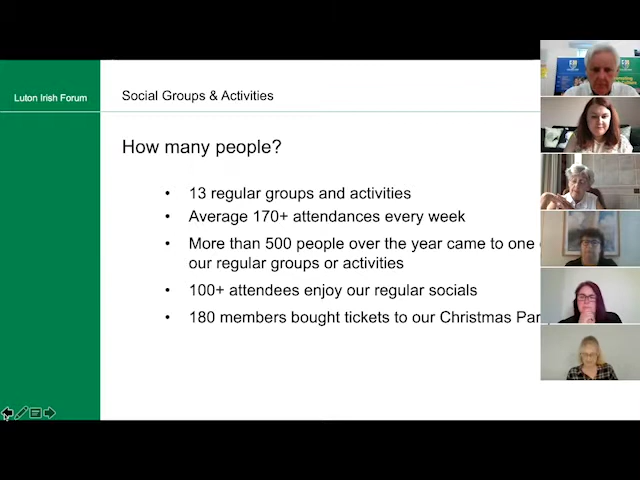 Luton Irish Forum
Social Groups & Activities
How many people?
• 13 regular groups and activities
• Average 170+ attendances every week
• More than 500 people over the year came to one
our regular groups or activities
• 100+ attendees enjoy our regular socials
• 180 members bought tickets to our Christmas